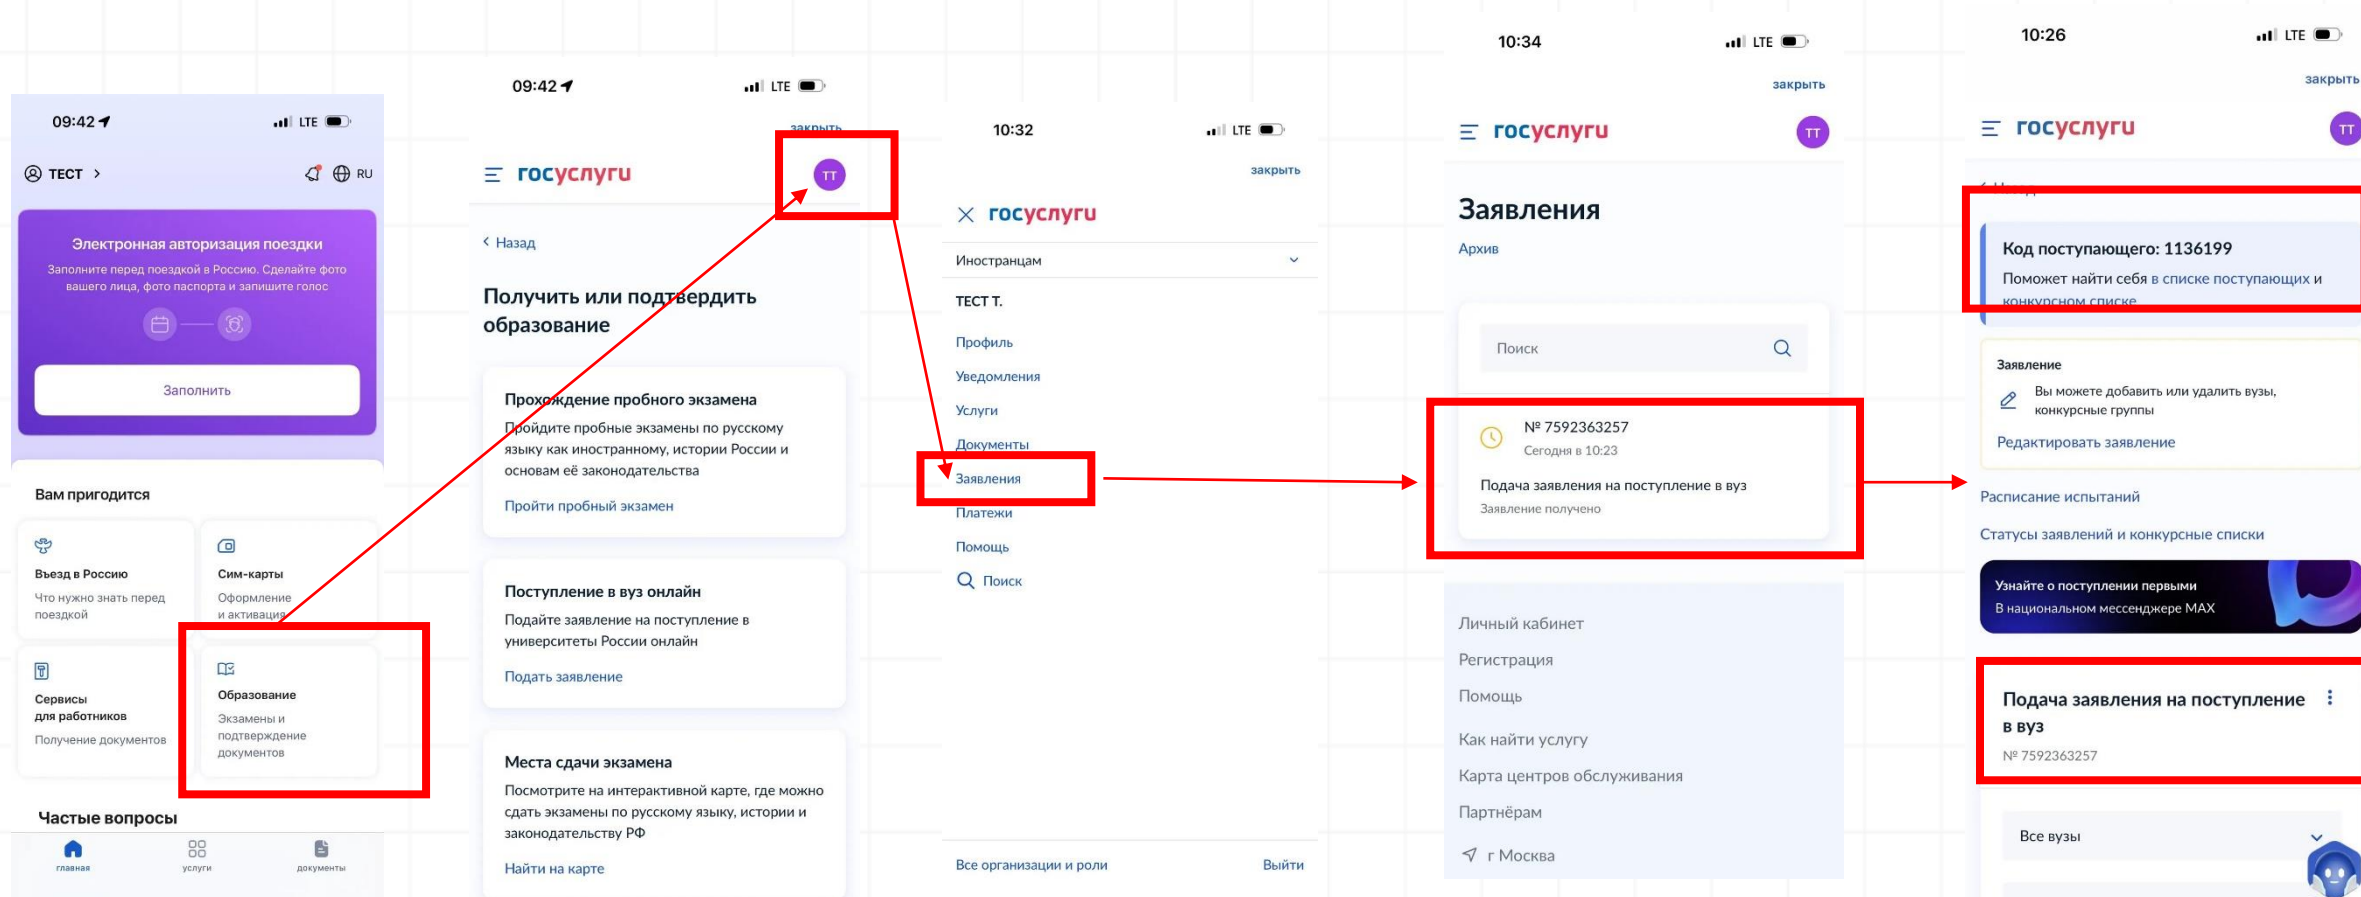 09:42
LTE
ТЕСТ >
RU
Электронная авторизация поездки
Заполните перед поездкой в Россию. Сделайте фото
вашего лица, фото паспорта и запишите голос
Заполнить
Вам пригодится
Въезд в Россию
Что нужно знать перед
поездкой
Сим-карты
Оформление
и активация
Сервисы
для работников
Получение документов
Образование
Экзамены и
подтверждение
документов
Частые вопросы
главная
услуги
документы
09:42
LTE
закрыть
госуслуги
ТТ
< Назад
Получить или подтвердить
образование
Прохождение пробного экзамена
Пройдите пробные экзамены по русскому
языку как иностранному, истории России и
основам её законодательства
Пройти пробный экзамен
Поступление в вуз онлайн
Подайте заявление на поступление в
университеты России онлайн
Подать заявление
Места сдачи экзамена
Посмотрите на интерактивной карте, где можно
сдать экзамены по русскому языку, истории и
законодательству РФ
Найти на карте
10:32
LTE
закрыть
госуслуги
Иностранцам
ТЕСТ Т.
Профиль
Уведомления
Услуги
Документы
Заявления
Платежи
Помощь
Поиск
Все организации и роли
Выйти
10:34
LTE
закрыть
госуслуги
ТТ
Заявления
Архив
Поиск
№ 7592363257
Сегодня в 10:23
Подача заявления на поступление в вуз
Заявление получено
Личный кабинет
Регистрация
Помощь
Как найти услугу
Карта центров обслуживания
Партнёрам
г Москва
10:26
LTE
закрыть
госуслуги
ТТ
Код поступающего: 1136199
Поможет найти себя в списке поступающих и
конкурсном списке
Заявление
Вы можете добавить или удалить вузы,
конкурсные группы
Редактировать заявление
Расписание испытаний
Статусы заявлений и конкурсные списки
Узнайте о поступлении первыми
В национальном мессенджере MAX
Подача заявления на поступление
в вуз
№ 7592363257
Все вузы